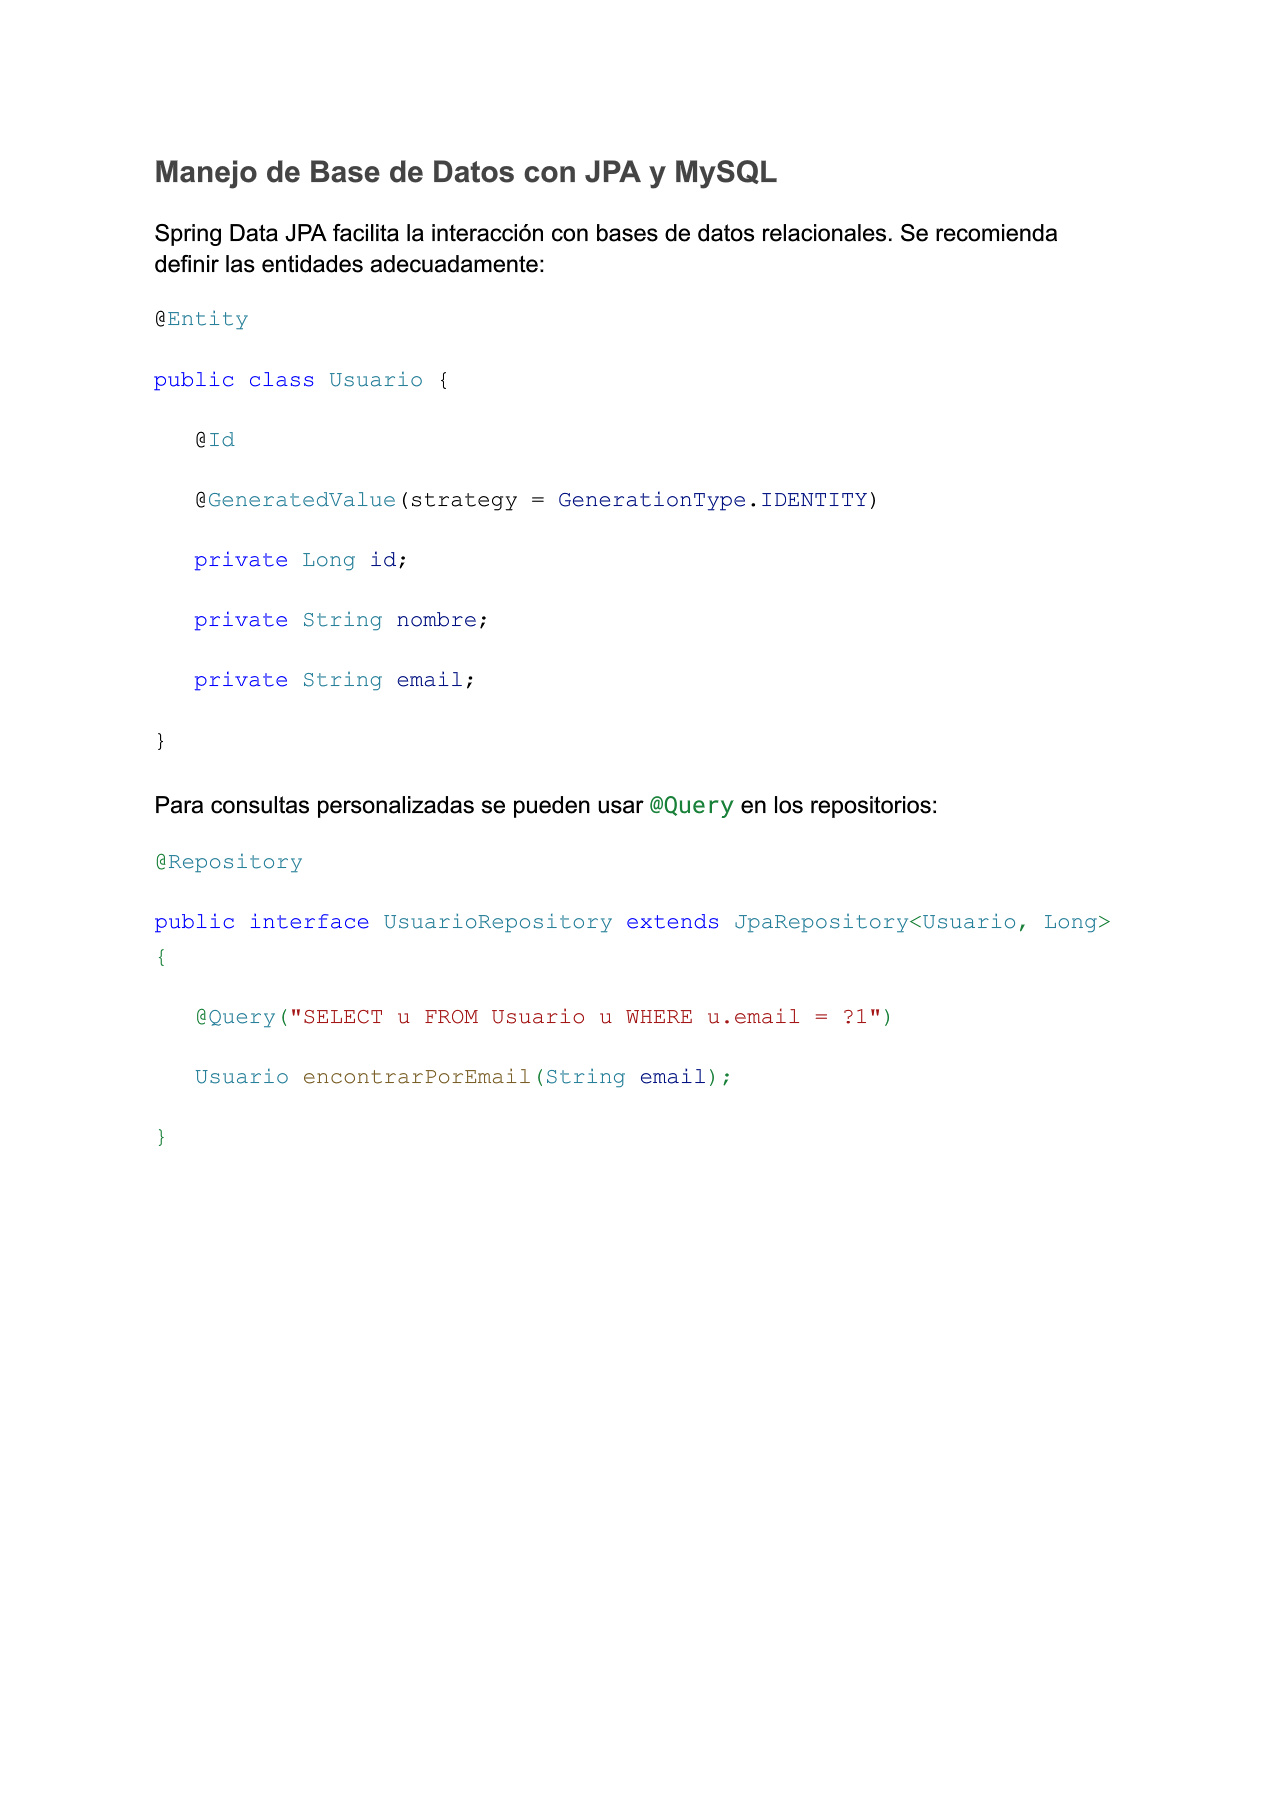 Manejo de Base de Datos con JPA y MySQL
Spring Data JPA facilita la interacción con bases de datos relacionales. Se recomienda
definir las entidades adecuadamente:
@Entity
public class Usuario {
@Id
@GeneratedValue(strategy = GenerationType.IDENTITY)
private Long id;
private String nombre;
private String email;
}
Para consultas personalizadas se pueden usar @Query en los repositorios:
@Repository
public interface UsuarioRepository extends JpaRepository<Usuario, Long>
{
@Query("SELECT u FROM Usuario u WHERE u.email = ?1")
Usuario encontrarPorEmail(String email);
}